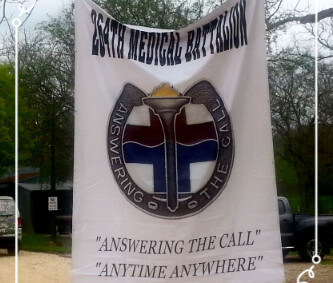 264TH MEDICAL BATTALION
ANSWERING THE CALL
"ANSWERING THE CALL"
"ANYTIME ANYWHERE"